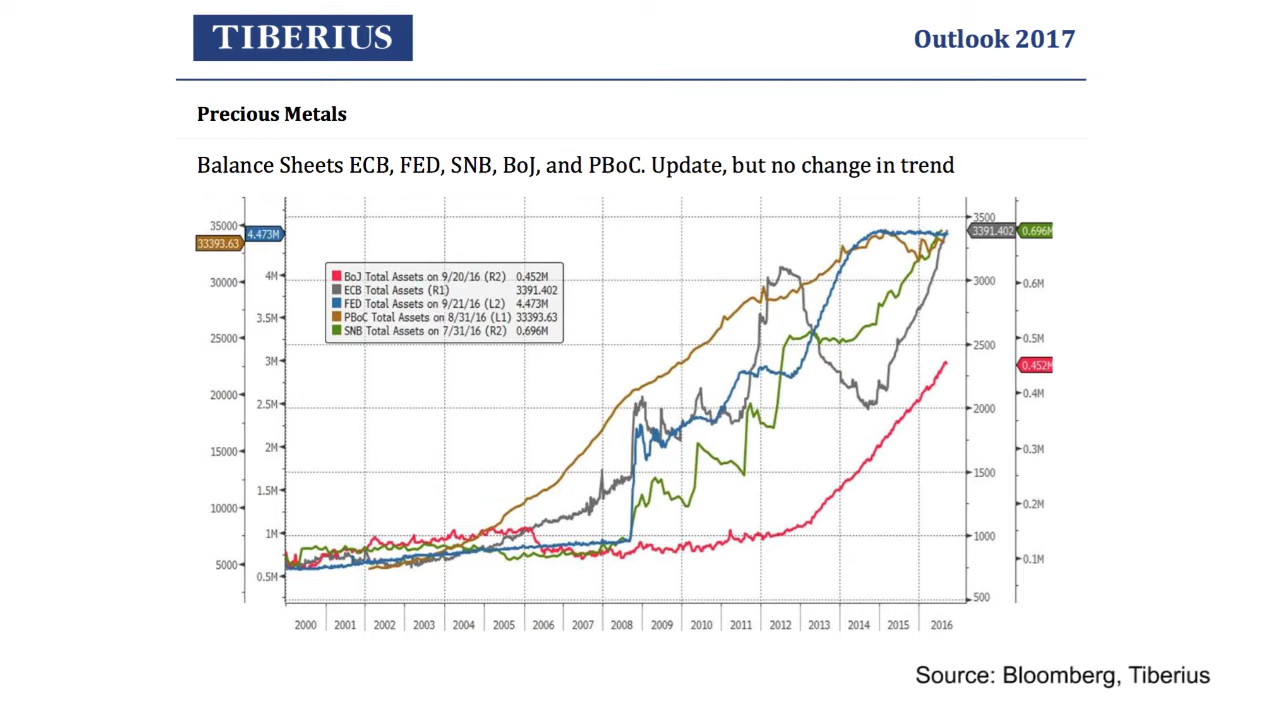 TIBERIUS
Outlook 2017
Precious Metals
Balance Sheets ECB, FED, SNB, BoJ, and PBoC. Update, but no change in trend
35000
33393.63
30000
25000
20000
15000
10000
5000
4.473M
4M
3.5M
3M
2.5M
2M
1.5M
1M
0.5M
BoJ Total Assets on 9/20/16 (R2) 0.452M
ECB Total Assets (R1) 3391.402
FED Total Assets on 9/21/16 (L2) 4.473M
PBoC Total Assets on 8/31/16 (L1) 33393.63
SNB Total Assets on 7/31/16 (R2) 0.696M
3500
3391.402
3000
2500
2000
1500
1000
500
0.696M
0.6M
0.5M
0.452M
0.4M
0.3M
0.2M
0.1M
2000 2001 2002 2003 2004 2005 2006 2007 2008 2009 2010 2011 2012 2013 2014 2015 2016
Source: Bloomberg, Tiberius